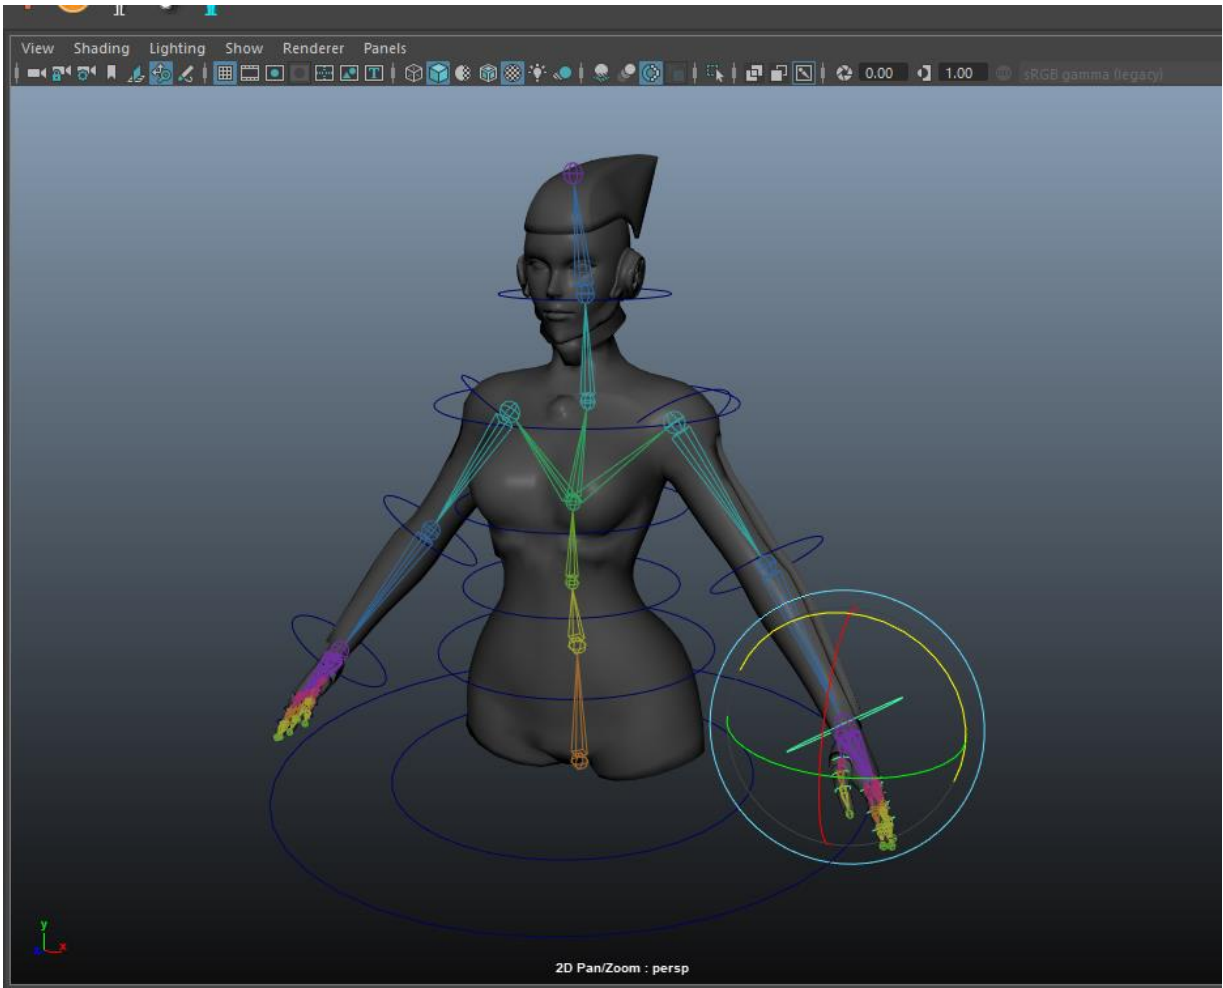 View Shading Lighting Show Renderer Panels
T 0.00 1.00 sRGB gamma (legacy)
y
x
2D Pan/Zoom : persp